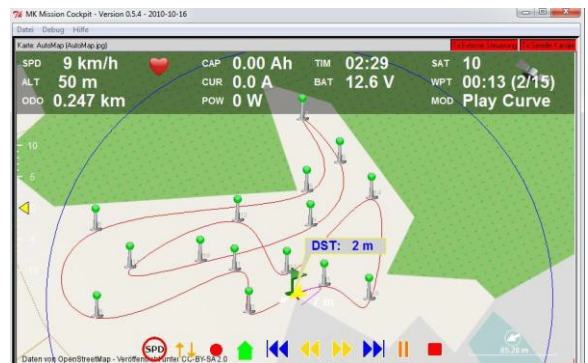 MK Mission Cockpit - Version 0.5.4 - 2010-10-16
Datei Debug Hilfe
Karte: AutoMap (AutoMap.jpg)
SPD 9 km/h CAP 0.00 Ah TIM 02:29 SAT 10
ALT 50 m CUR 0.0 A BAT 12.6 V WPT 00:13 (2/15)
ODO 0.247 km POW 0 W MOD Play Curve
10
5
DST: 2 m
SPD
Daten von OpenStreetMap - Veröffentlicht unter CC-BY-SA 2.0